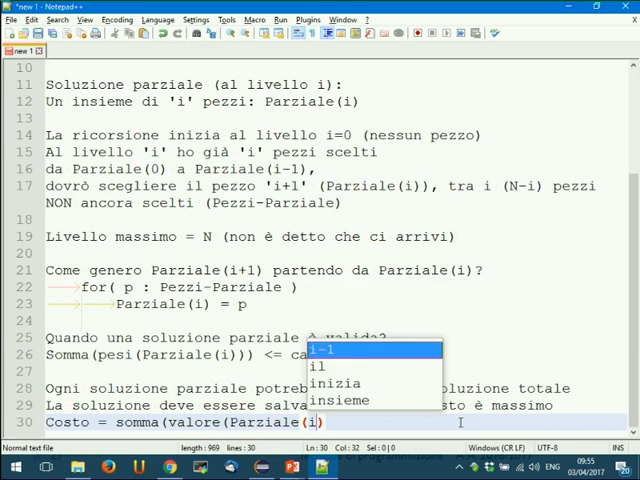 *new 1 - Notepad++
File Edit Search View Encoding Language Settings Tools Macro Run Plugins Window ?
new 1
10
11 Soluzione parziale (al livello i):
12 Un insieme di 'i' pezzi: Parziale(i)
13
14 La ricorsione inizia al livello i=0 (nessun pezzo)
15 Al livello 'i' ho già 'i' pezzi scelti
16 da Parziale(0) a Parziale(i-1),
17 dovrò scegliere il pezzo 'i+1' (Parziale(i)), tra i (N-i) pezzi
NON ancora scelti (Pezzi-Parziale)
18
19 Livello massimo = N (non è detto che ci arrivi)
20
21 Come genero Parziale(i+1) partendo da Parziale(i)?
22 for( p : Pezzi-Parziale )
23 Parziale(i) = p
24
25 Quando una soluzione parziale è valida?
26 Somma(pesi(Parziale(i))) <= ca
i-1
il
inizia
insieme
27
28 Ogni soluzione parziale potreb oluzione totale
29 La soluzione deve essere salva sto è massimo
30 Costo = somma(valore(Parziale(i)
Normal text file length : 969 lines : 30 Ln : 30 Col : 32 Sel : 0 | 0 Windows (CR LF) UTF-8 INS
di programmazione A.A. 2016-2017
09:55
03/04/2017
20